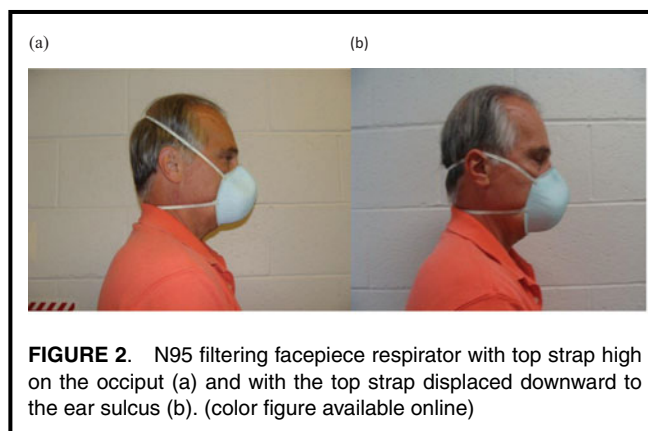 (a) (b)
FIGURE 2. N95 filtering facepiece respirator with top strap high
on the occiput (a) and with the top strap displaced downward to
the ear sulcus (b). (color figure available online)